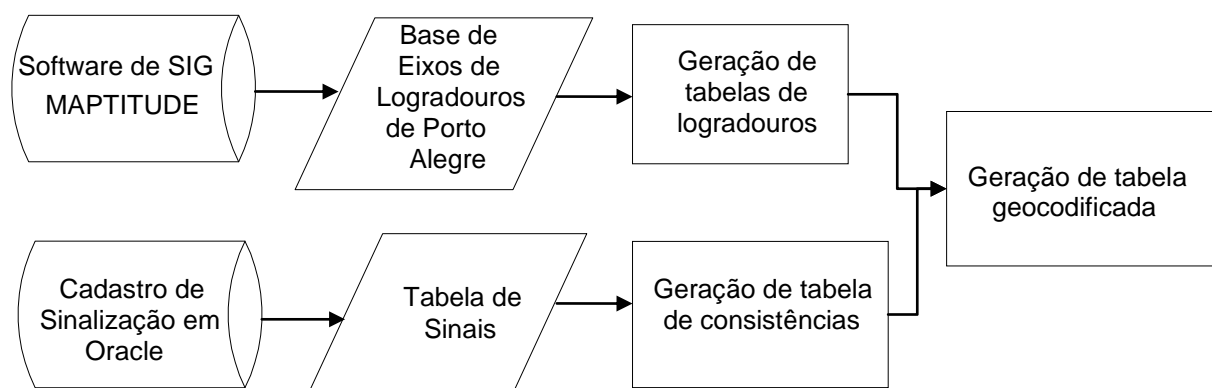 Software de SIG
MAPTITUDE
Base de
Eixos de
Logradouros
de Porto
Alegre
Geração de
tabelas de
logradouros
Geração de tabela
geocodificada
Cadastro de
Sinalização em
Oracle
Tabela de
Sinais
Geração de tabela
de consistências